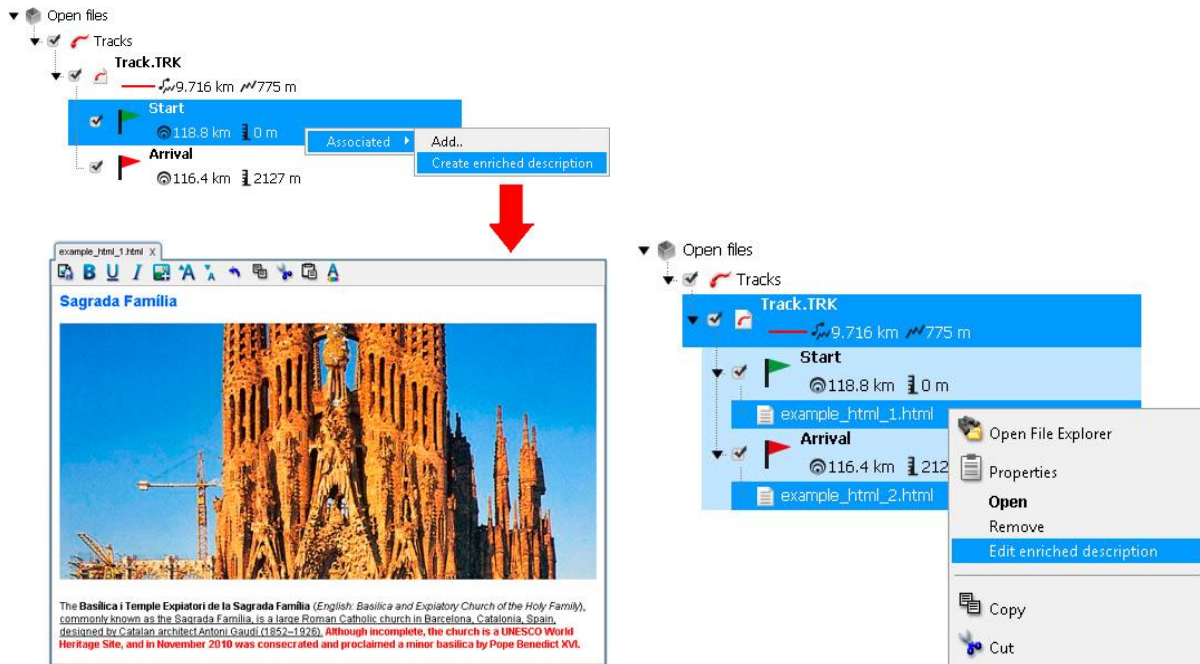 Open files
Tracks
Track.TRK
9.716 km 775 m
Start
118.8 km 0 m
Associated
Add..
Create enriched description
Arrival
116.4 km 2127 m
example_html_1.html X
B U I A A A
Sagrada Família
The Basílica i Temple Expiatori de la Sagrada Família (English: Basilica and Expiatory Church of the Holy Family),
commonly known as the Sagrada Família, is a large Roman Catholic church in Barcelona, Catalonia, Spain,
designed by Catalan architect Antoni Gaudí (1852–1926). Although incomplete, the church is a UNESCO World
Heritage Site, and in November 2010 was consecrated and proclaimed a minor basilica by Pope Benedict XVI.
Open files
Tracks
Track.TRK
9.716 km 775 m
Start
118.8 km 0 m
example_html_1.html
Arrival
116.4 km 212
example_html_2.html
Open File Explorer
Properties
Open
Remove
Edit enriched description
Copy
Cut